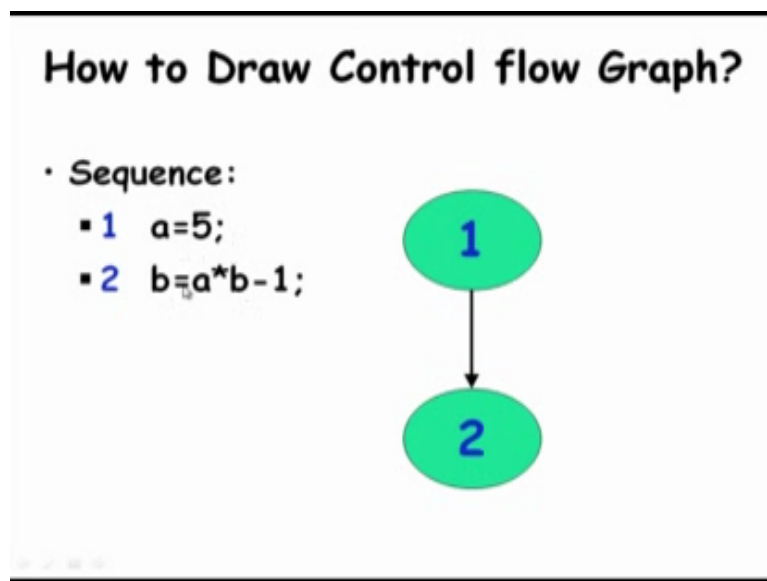 How to Draw Control flow Graph?
• Sequence:
▪ 1 a=5;
▪ 2 b=a*b-1;
1
2